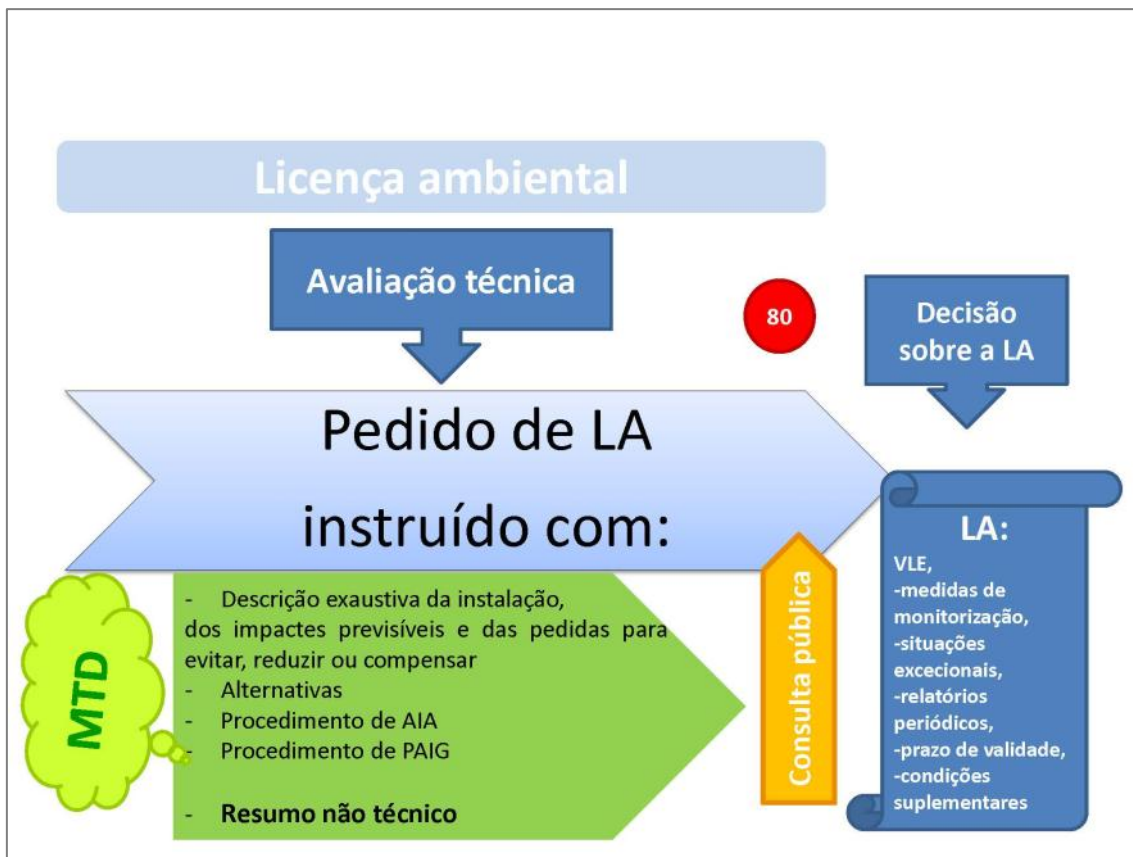 Licença ambiental
Avaliação técnica
80
Decisão
sobre a LA
Pedido de LA
instruído com:
MTD
- Descrição exaustiva da instalação,
dos impactes previsíveis e das pedidas para
evitar, reduzir ou compensar
- Alternativas
- Procedimento de AIA
- Procedimento de PAIG
- Resumo não técnico
Consulta pública
LA:
VLE,
-medidas de
monitorização,
-situações
excecionais,
-relatórios
periódicos,
-prazo de validade,
-condições
suplementares